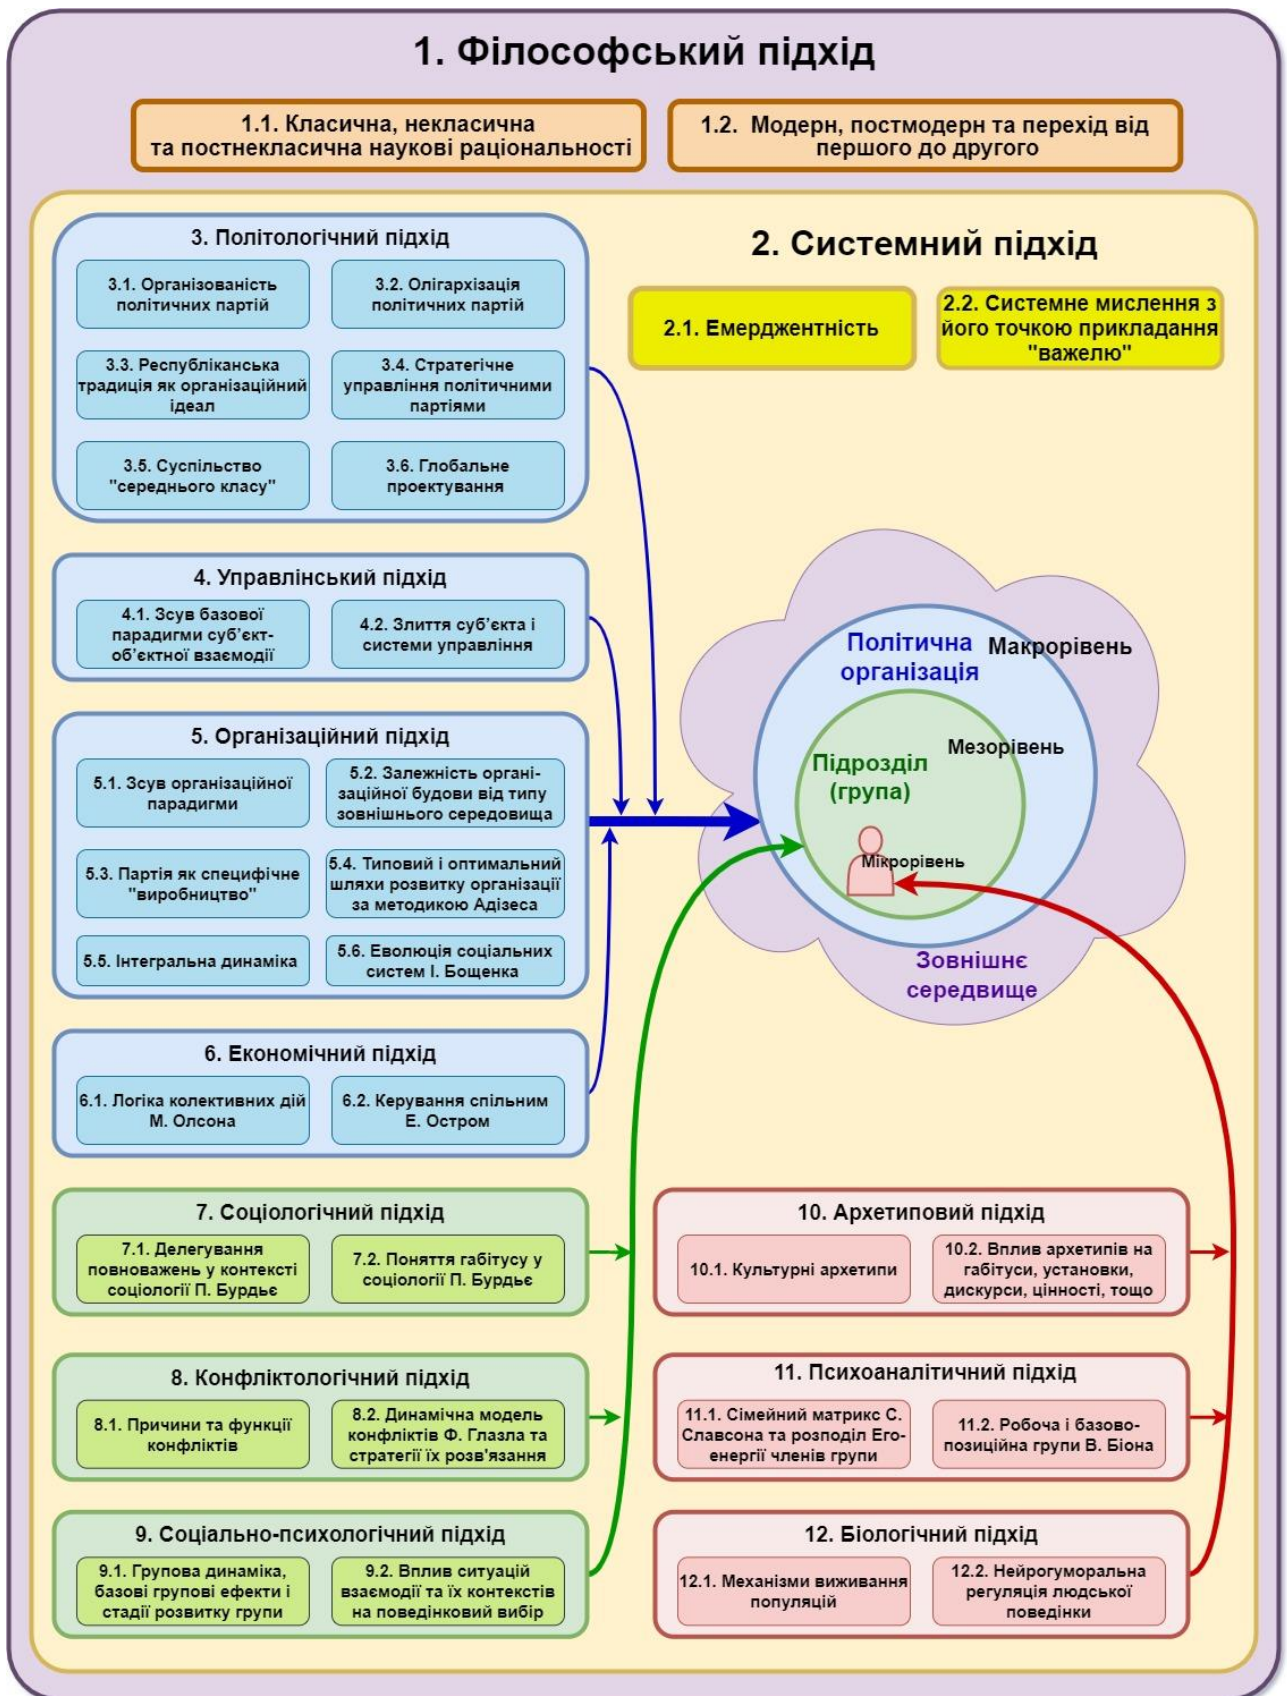 1. Філософський підхід
1.1. Класична, некласична
та постнекласична наукові раціональності
1.2. Модерн, постмодерн та перехід від
першого до другого
3. Політологічний підхід
3.1. Організованість
політичних партій
3.2. Олігархізація
політичних партій
3.3. Республіканська
традиція як організаційний
ідеал
3.4. Стратегічне
управління політичними
партіями
3.5. Суспільство
"середнього класу"
3.6. Глобальне
проектування
2. Системний підхід
2.1. Емерджентність
2.2. Системне мислення з
його точкою прикладання
"важелю"
4. Управлінський підхід
4.1. Зсув базової
парадигми суб’єкт-
об’єктної взаємодії
4.2. Злиття суб’єкта і
системи управління
5. Організаційний підхід
5.1. Зсув організаційної
парадигми
5.2. Залежність органі-
заційної будови від типу
зовнішнього середовища
5.3. Партія як специфічне
"виробництво"
5.4. Типовий і оптимальний
шляхи розвитку організації
за методикою Адізеса
5.5. Інтегральна динаміка
5.6. Еволюція соціальних
систем І. Бощенка
6. Економічний підхід
6.1. Логіка колективних дій
М. Олсона
6.2. Керування спільним
Е. Остром
Політична
організація
Макрорівень
Мезорівень
Підрозділ
(група)
Мікрорівень
Зовнішнє
середвище
7. Соціологічний підхід
7.1. Делегування
повноважень у контексті
соціології П. Бурдьє
7.2. Поняття габітусу у
соціології П. Бурдьє
8. Конфліктологічний підхід
8.1. Причини та функції
конфліктів
8.2. Динамічна модель
конфліктів Ф. Глазла та
стратегії їх розв'язання
9. Соціально-психологічний підхід
9.1. Групова динаміка,
базові групові ефекти і
стадії розвитку групи
9.2. Вплив ситуацій
взаємодії та їх контекстів
на поведінковий вибір
10. Архетиповий підхід
10.1. Культурні архетипи
10.2. Вплив архетипів на
габітуси, установки,
дискурси, цінності, тощо
11. Психоаналітичний підхід
11.1. Сімейний матрикс С.
Славсона та розподіл Его-
енергії членів групи
11.2. Робоча і базово-
позиційна групи В. Біона
12. Біологічний підхід
12.1. Механізми виживання
популяцій
12.2. Нейрогуморальна
регуляція людської
поведінки